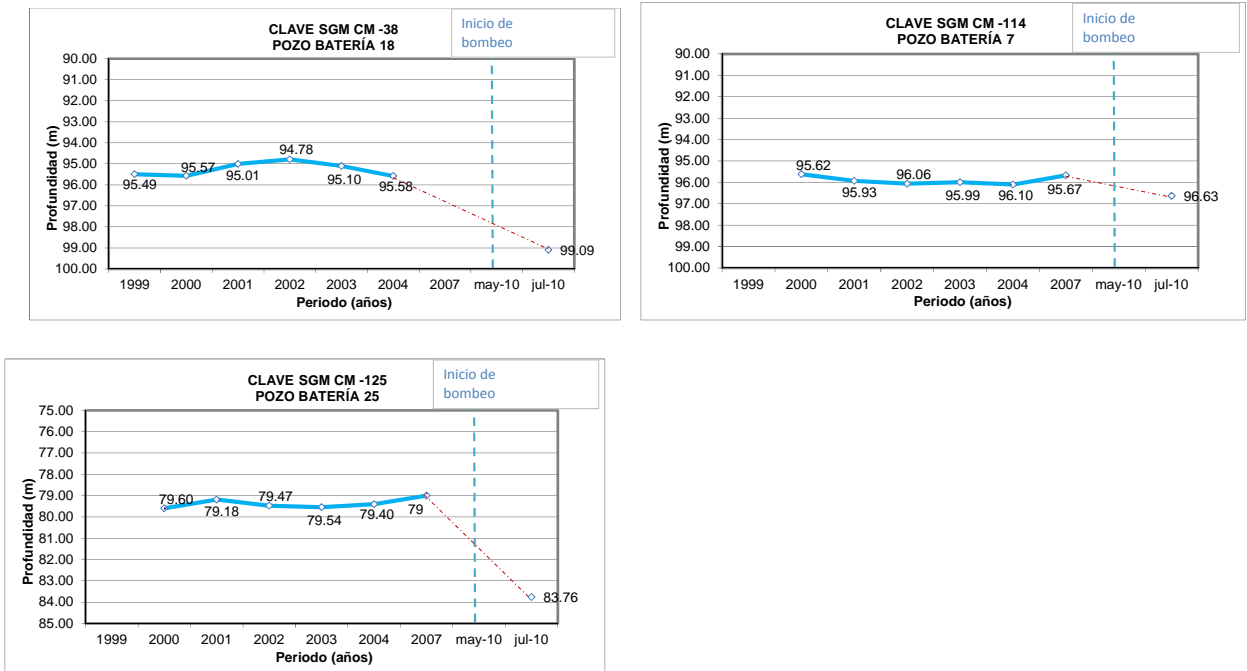 CLAVE SGM CM -38
POZO BATERÍA 18
Inicio de
bombeo
90.00
91.00
92.00
93.00
94.00
95.00
96.00
97.00
98.00
99.00
100.00
Profundidad (m)
95.49
95.57
95.01
94.78
95.10
95.58
99.09
1999 2000 2001 2002 2003 2004 2007 may-10 jul-10
Periodo (años)
CLAVE SGM CM -114
POZO BATERÍA 7
Inicio de
bombeo
90.00
91.00
92.00
93.00
94.00
95.00
96.00
97.00
98.00
99.00
100.00
Profundidad (m)
95.62
95.93
96.06
95.99
96.10
95.67
96.63
1999 2000 2001 2002 2003 2004 2007 may-10 jul-10
Periodo (años)
CLAVE SGM CM -125
POZO BATERÍA 25
Inicio de
bombeo
75.00
76.00
77.00
78.00
79.00
80.00
81.00
82.00
83.00
84.00
85.00
Profundidad (m)
79.60
79.18
79.47
79.54
79.40
79
83.76
1999 2000 2001 2002 2003 2004 2007 may-10 jul-10
Periodo (años)